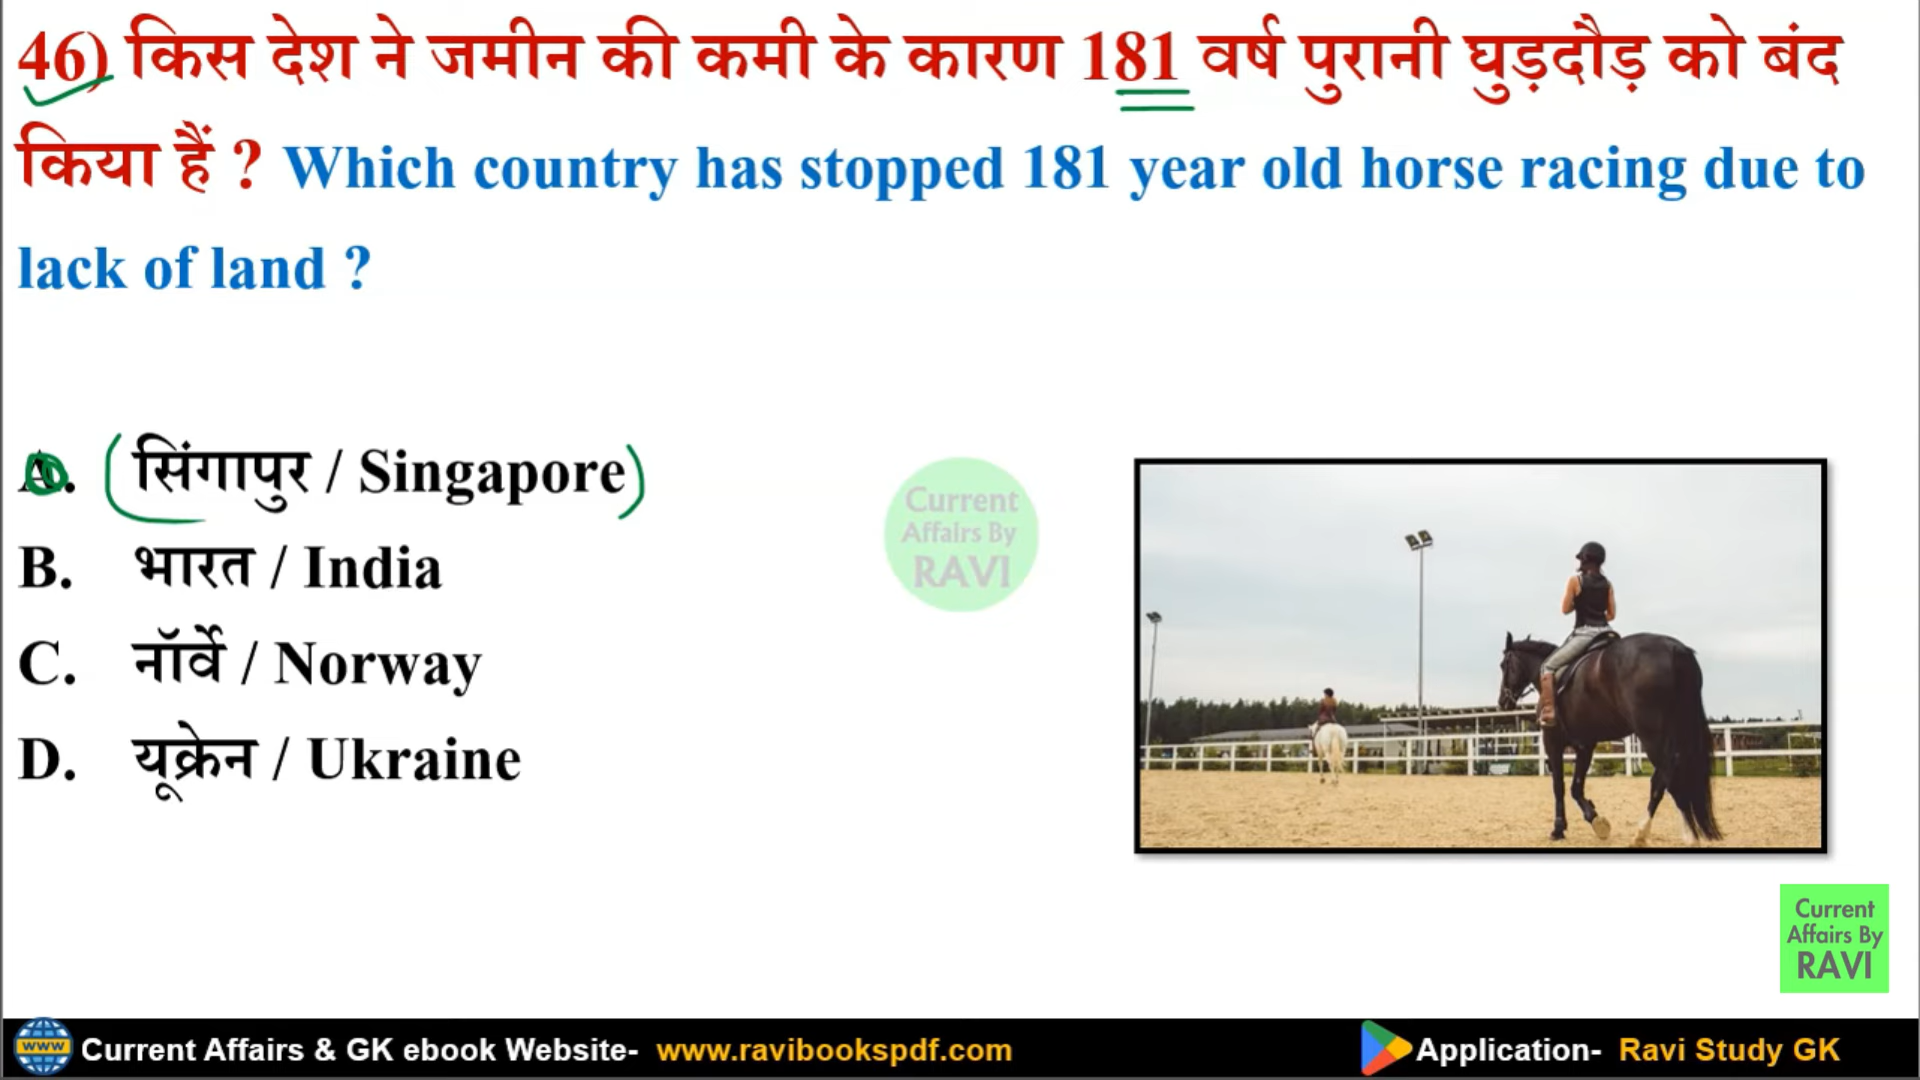 46) किस देश ने जमीन की कमी के कारण 181 वर्ष पुरानी घुड़दौड़ को बंद
किया हैं ? Which country has stopped 181 year old horse racing due to
lack of land ?
A. सिंगापुर / Singapore
B. भारत / India
C. नॉर्वे / Norway
D. यूक्रेन / Ukraine
Current
Affairs By
RAVI
Current
Affairs By
RAVI
www Current Affairs & GK ebook Website- www.ravibookspdf.com Application- Ravi Study GK